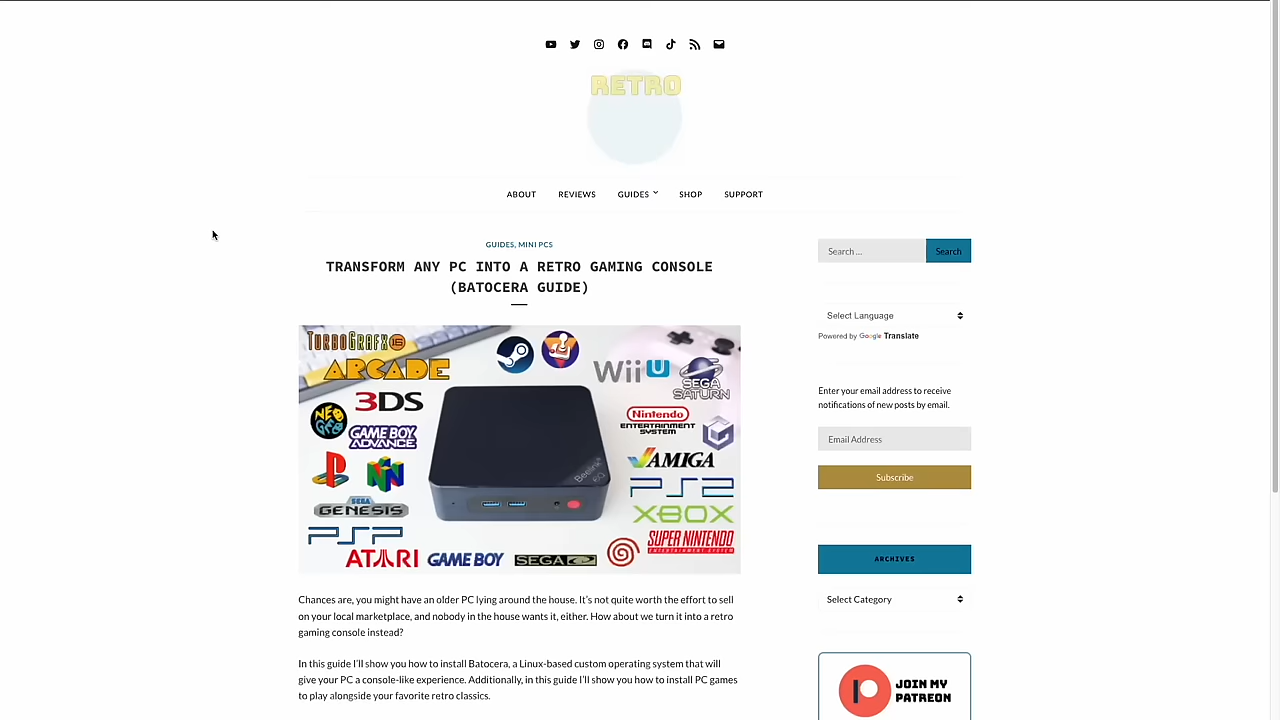 RETRO
ABOUT REVIEWS GUIDES SHOP SUPPORT
GUIDES, MINI PCS
TRANSFORM ANY PC INTO A RETRO GAMING CONSOLE
(BATOCERA GUIDE)
TURBOGRAFX 16
ARCADE
3DS
NEO GEO
GAME BOY
ADVANCE
SEGA
GENESIS
PSP
ATARI
GAME BOY
SEGA
Beelink
EQ
Wii U
SEGA
SATURN
Nintendo
ENTERTAINMENT
SYSTEM
AMIGA
PS2
XBOX
SUPER NINTENDO
ENTERTAINMENT SYSTEM
Chances are, you might have an older PC lying around the house. It's not quite worth the effort to sell
on your local marketplace, and nobody in the house wants it, either. How about we turn it into a retro
gaming console instead?
In this guide I'll show you how to install Batocera, a Linux-based custom operating system that will
give your PC a console-like experience. Additionally, in this guide I'll show you how to install PC games
to play alongside your favorite retro classics.
Search ...
Search
Select Language
Powered by Google Translate
Enter your email address to receive
notifications of new posts by email.
Email Address
Subscribe
ARCHIVES
Select Category
JOIN MY
PATREON